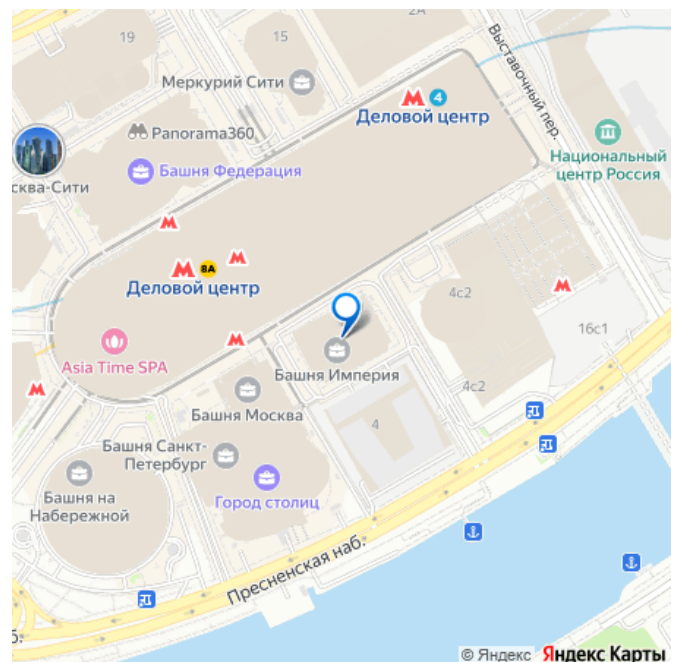 2А
19
15
Выставочный пер.
Меркурий Сити
4
Деловой центр
Panorama360
Национальный
центр Россия
Башня Федерация
сква-Сити
8А
Деловой центр
4с2
16с1
Asia Time SPA
Башня Империя
4с2
Башня Москва
4
Башня Санкт-
Петербург
Башня на
Набережной
Город столиц
Пресненская наб.
б:
© Яндекс Яндекс Карты